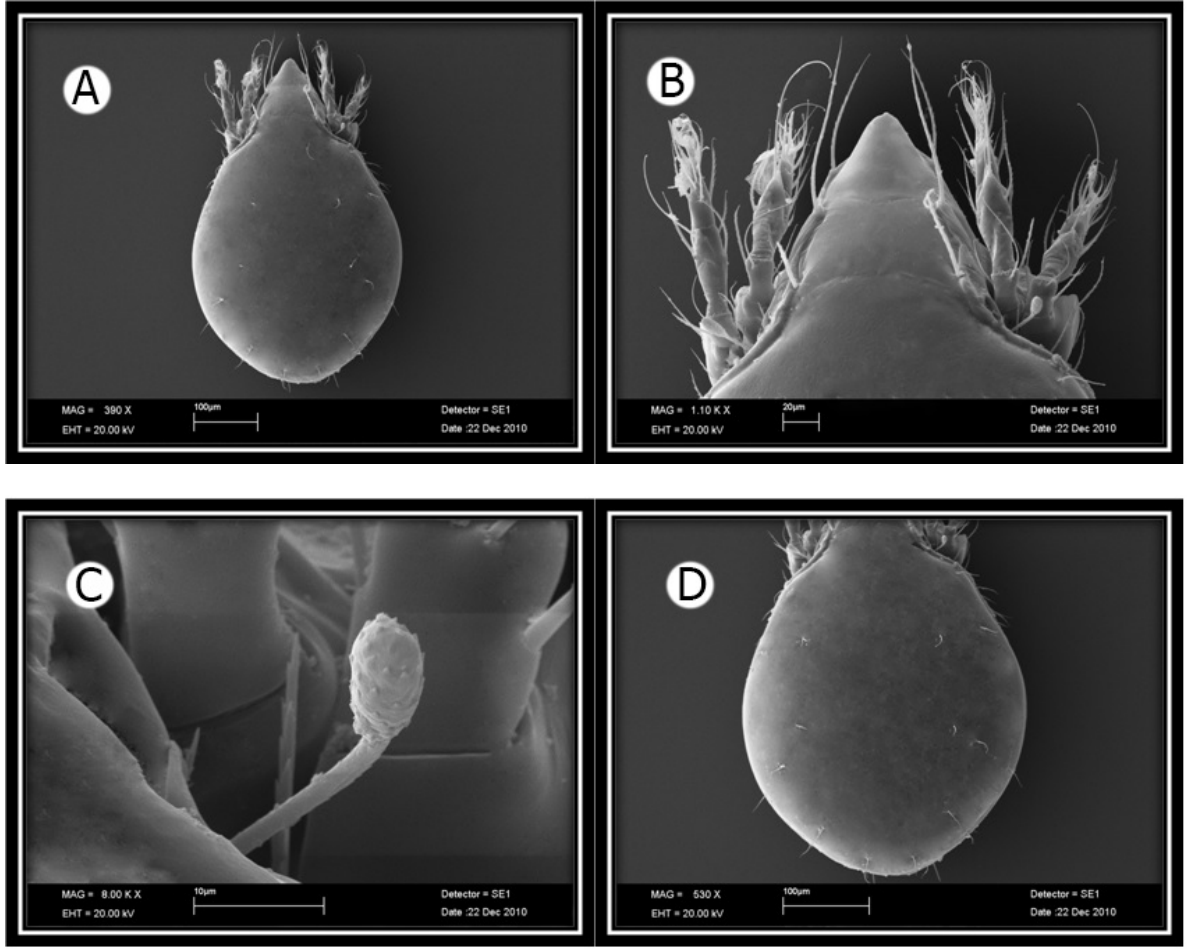 A
MAG = 390 X
EHT = 20.00 kV
100µm
Detector = SE1
Date :22 Dec 2010
B
MAG = 1.10 K X
EHT = 20.00 kV
20µm
Detector = SE1
Date :22 Dec 2010
C
MAG = 8.00 K X
EHT = 20.00 kV
10µm
Detector = SE1
Date :22 Dec 2010
D
MAG = 530 X
EHT = 20.00 kV
100µm
Detector = SE1
Date :22 Dec 2010